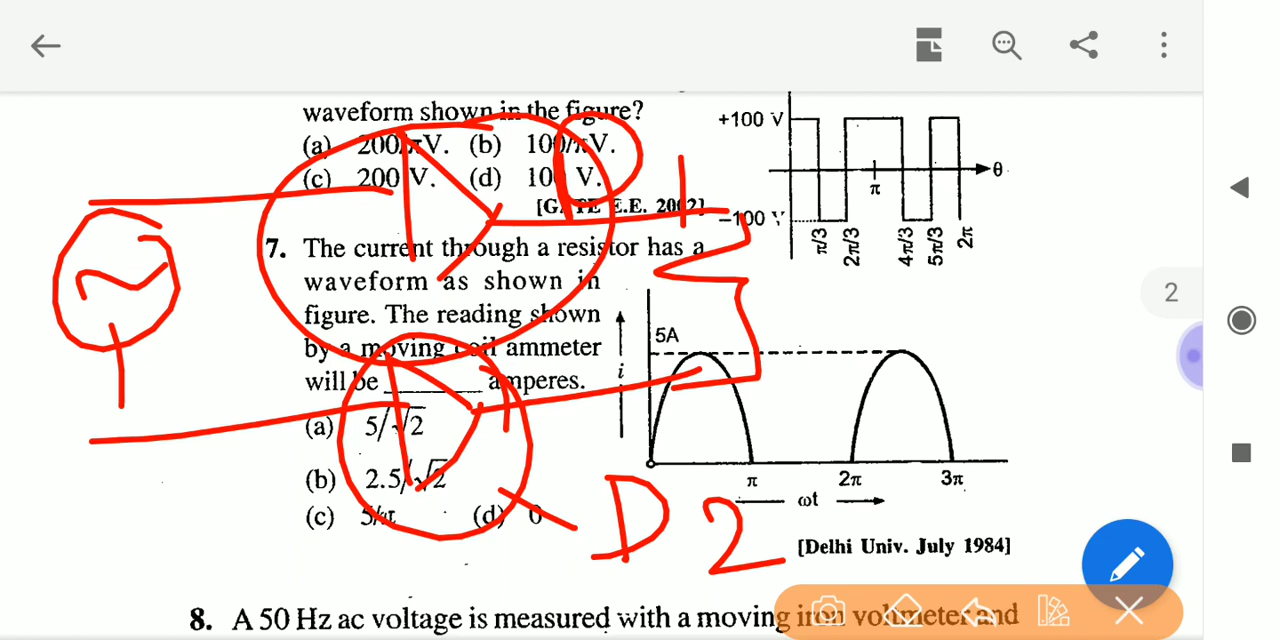 waveform shown in the figure?
(a) 200/π V. (b) 100/π V.
(c) 200 V. (d) 100 V.
[GATE E.E. 2002]
+100 V
-100 V
θ
π
π/3
2π/3
4π/3
5π/3
2π
7. The current through a resistor has a
waveform as shown in
figure. The reading shown
by a moving coil ammeter
will be ________ amperes.
(a) 5/√2
(b) 2.5/√2
(c) 5/π (d) 0
5A
i
π
2π
3π
ωt
[Delhi Univ. July 1984]
D2
2
8. A 50 Hz ac voltage is measured with a moving iron voltmeter and